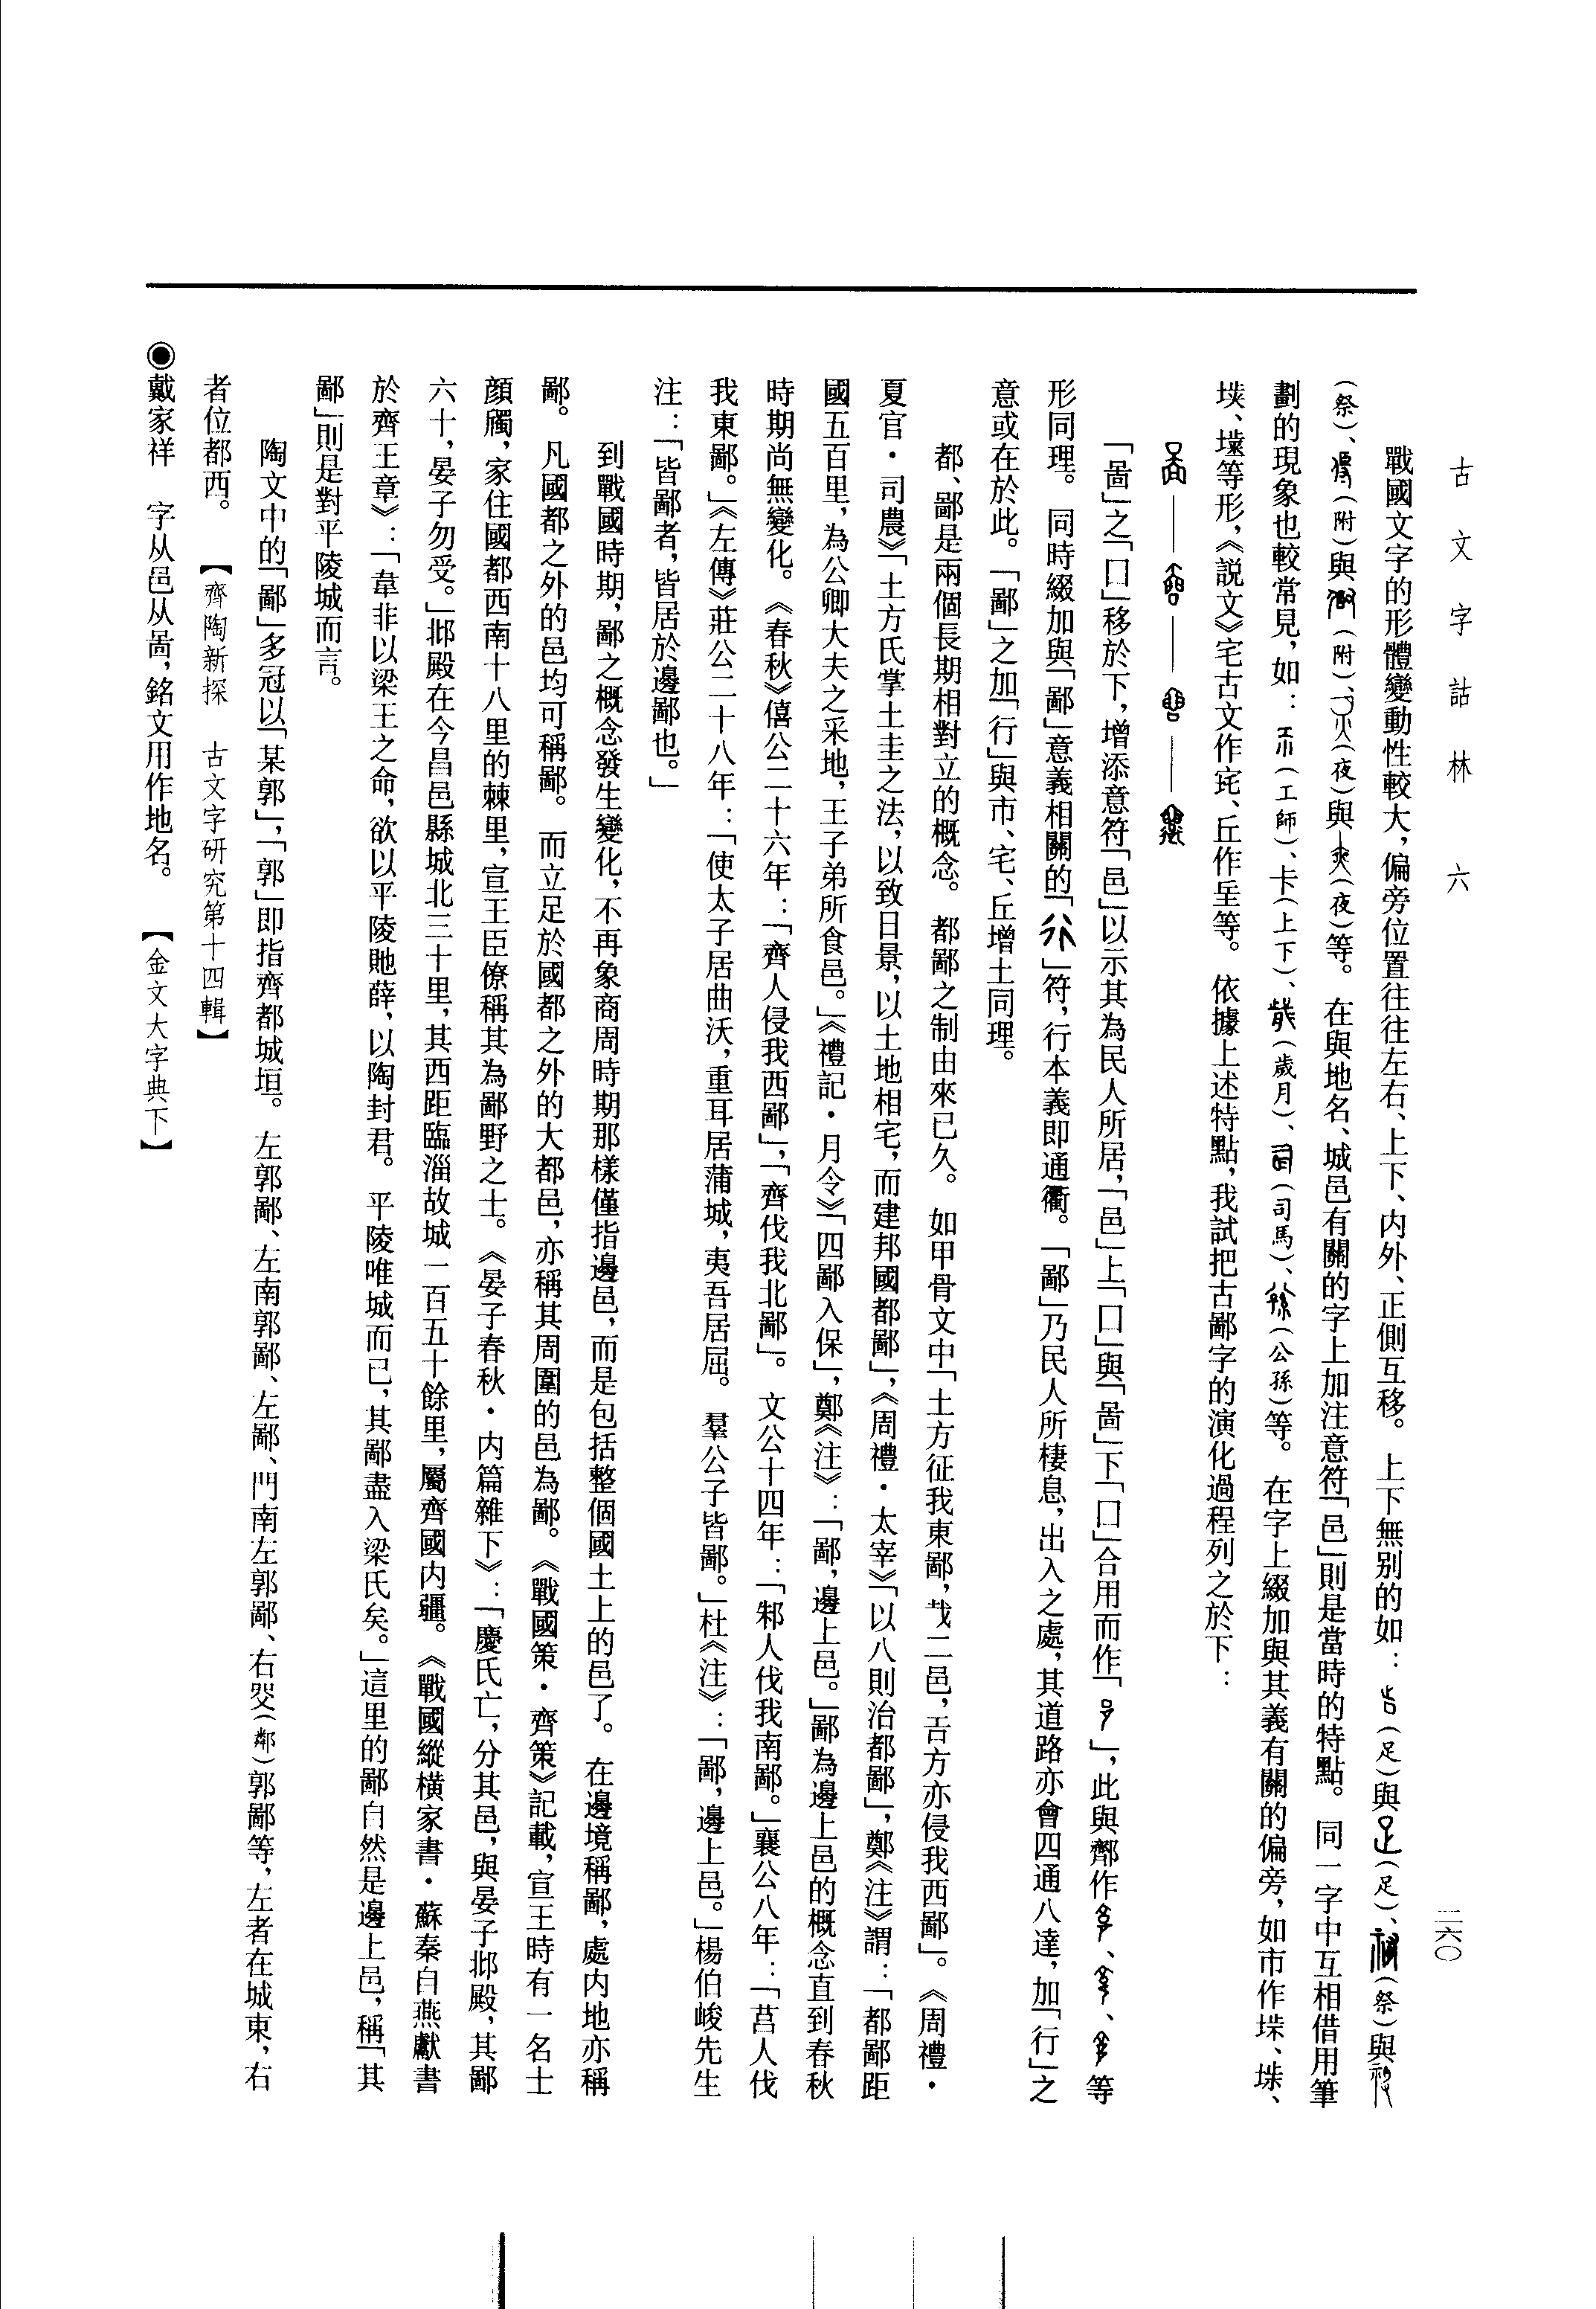 古文字詁林 六
二六〇
戰國文字的形體變動性較大，偏旁位置往往左右、上下、内外、正側互移。上下無别的如：（足）與（足）、（祭）與
（祭）、（附）與（附）、（夜）與（夜）等。在與地名、城邑有關的字上加注意符「邑」則是當時的特點。同一字中互相借用筆
劃的現象也較常見，如：（工師）、卡（上下）、（歲月）、（司馬）、（公孫）等。在字上綴加與其義有關的偏旁，如市作、、
、等形，《説文》宅古文作宅、丘作等。依據上述特點，我試把古鄙字的演化過程列之於下：
————————
「啚」之「口」移於下，增添意符「邑」以示其為民人所居，「邑」上「口」與「啚」下「口」合用而作「」，此與鄰作、、等
形同理。同時綴加與「鄙」意義相關的「」符，行本義即通衢。「鄙」乃民人所棲息，出入之處，其道路亦會四通八達，加「行」之
意或在於此。「鄙」之加「行」與市、宅、丘增土同理。
都、鄙是兩個長期相對立的概念。都鄙之制由來已久。如甲骨文中「土方征我東鄙，𢦏二邑，𢀛方亦侵我西鄙」。《周禮·
夏官·司農》「土方氏掌土圭之法，以致日景，以土地相宅，而建邦國都鄙」，《周禮·太宰》「以八則治都鄙」，鄭《注》謂：「都鄙距
國五百里，為公卿大夫之采地，王子弟所食邑。」《禮記·月令》「四鄙入保」，鄭《注》：「鄙，邊上邑。」鄙為邊上邑的概念直到春秋
時期尚無變化。《春秋》僖公二十六年：「齊人侵我西鄙」，「齊伐我北鄙」。文公十四年：「邾人伐我南鄙。」襄公八年：「莒人伐
我東鄙。」《左傳》莊公二十八年：「使太子居曲沃，重耳居蒲城，夷吾居屈。羣公子皆鄙。」杜《注》：「鄙，邊上邑。」楊伯峻先生
注：「皆鄙者，皆居於邊鄙也。」
到戰國時期，鄙之概念發生變化，不再象商周時期那樣僅指邊邑，而是包括整個國土上的邑了。在邊境稱鄙，處内地亦稱
鄙。凡國都之外的邑均可稱鄙。而立足於國都之外的大都邑，亦稱其周圍的邑為鄙。《戰國策·齊策》記載，宣王時有一名士
顔斶，家住國都西南十八里的棘里，宣王臣僚稱其為鄙野之士。《晏子春秋·内篇雜下》：「慶氏亡，分其邑，與晏子邶殿，其鄙
六十，晏子勿受。」邶殿在今昌邑縣城北三十里，其西距臨淄故城一百五十餘里，屬齊國内疆。《戰國縱横家書·蘇秦自燕獻書
於齊王章》：「韋非以梁王之命，欲以平陵虵薛，以陶封君。平陵唯城而已，其鄙盡入梁氏矣。」這里的鄙自然是邊上邑，稱「其
鄙」則是對平陵城而言。
陶文中的「鄙」多冠以「某郭」，「郭」即指齊都城垣。左郭鄙、左南郭鄙、左鄙、門南左郭鄙、右（鄰）郭鄙等，左者在城東，右
者位都西。【齊陶新探 古文字研究第十四輯】
◉戴家祥 字从邑从啚，銘文用作地名。【金文大字典下】